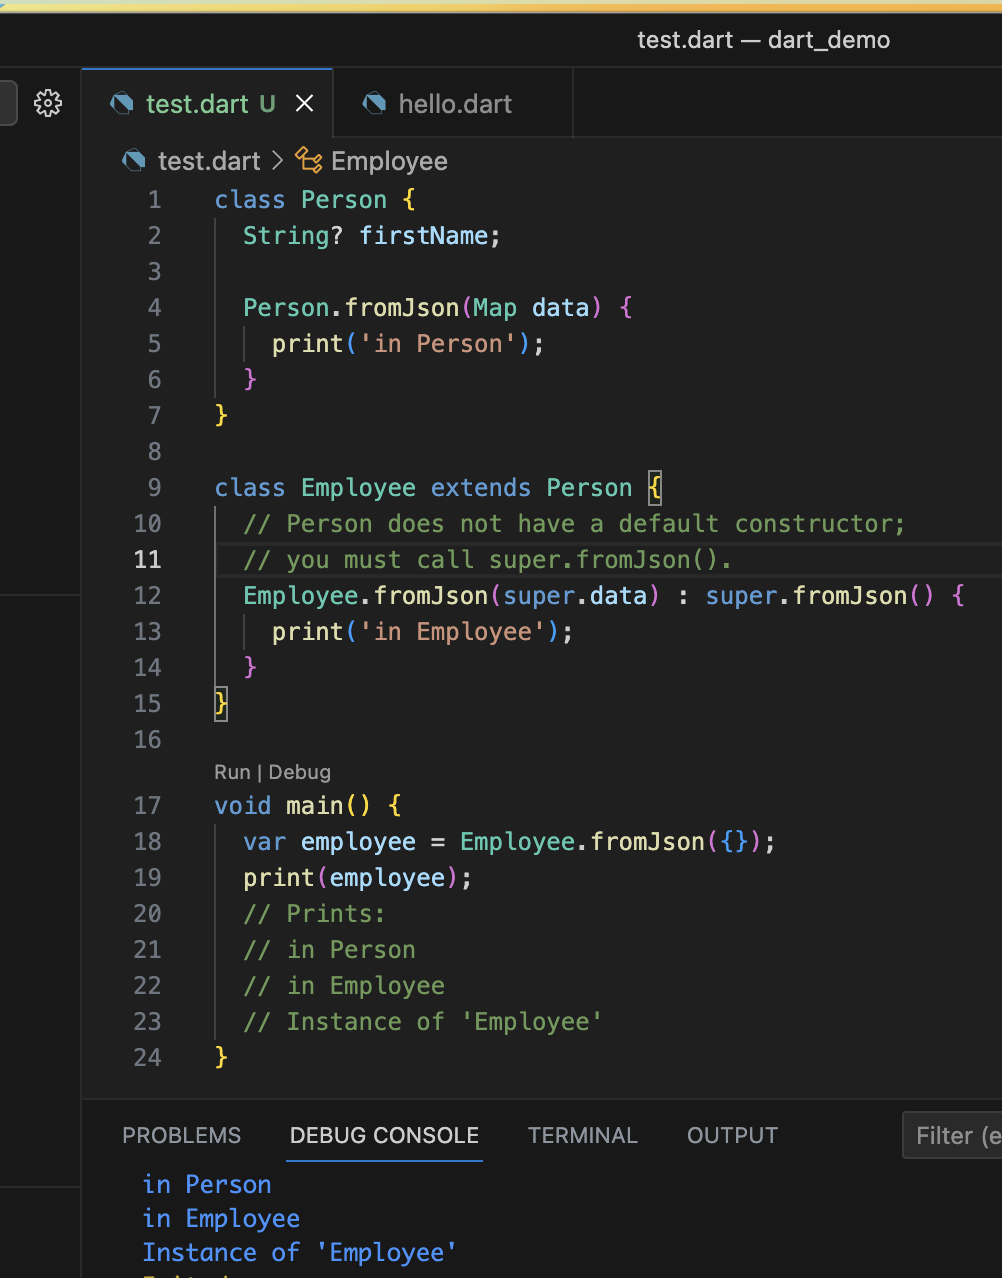 test.dart — dart_demo
test.dart U
hello.dart
test.dart > Employee
1 class Person {
2   String? firstName;
3
4   Person.fromJson(Map data) {
5     print('in Person');
6   }
7 }
8
9 class Employee extends Person {
10   // Person does not have a default constructor;
11   // you must call super.fromJson().
12   Employee.fromJson(super.data) : super.fromJson() {
13     print('in Employee');
14   }
15 }
16
Run | Debug
17 void main() {
18   var employee = Employee.fromJson({});
19   print(employee);
20   // Prints:
21   // in Person
22   // in Employee
23   // Instance of 'Employee'
24 }
PROBLEMS DEBUG CONSOLE TERMINAL OUTPUT Filter (e
in Person
in Employee
Instance of 'Employee'